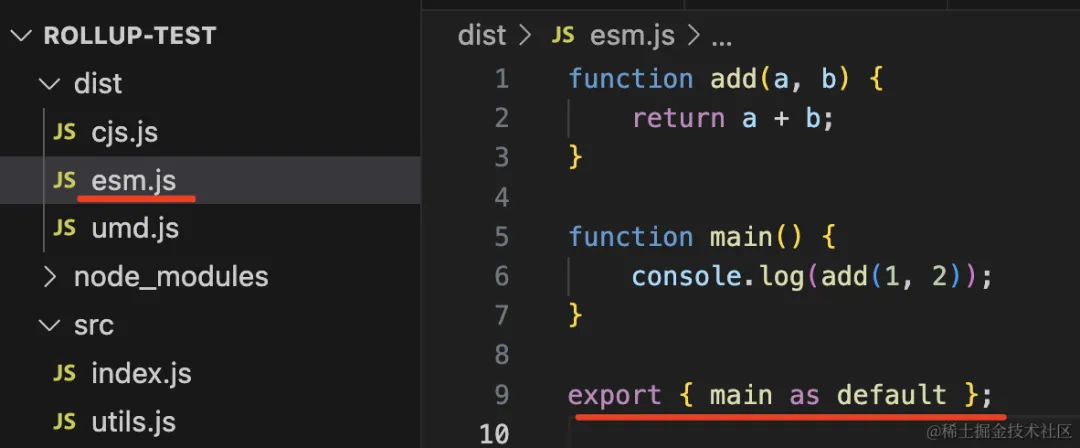 ROLLUP-TEST
dist
JS cjs.js
JS esm.js
JS umd.js
node_modules
src
JS index.js
JS utils.js
dist > JS esm.js > ...
1 function add(a, b) {
2 return a + b;
3 }
4
5 function main() {
6 console.log(add(1, 2));
7 }
8
9 export { main as default };
10
@稀土掘金技术社区